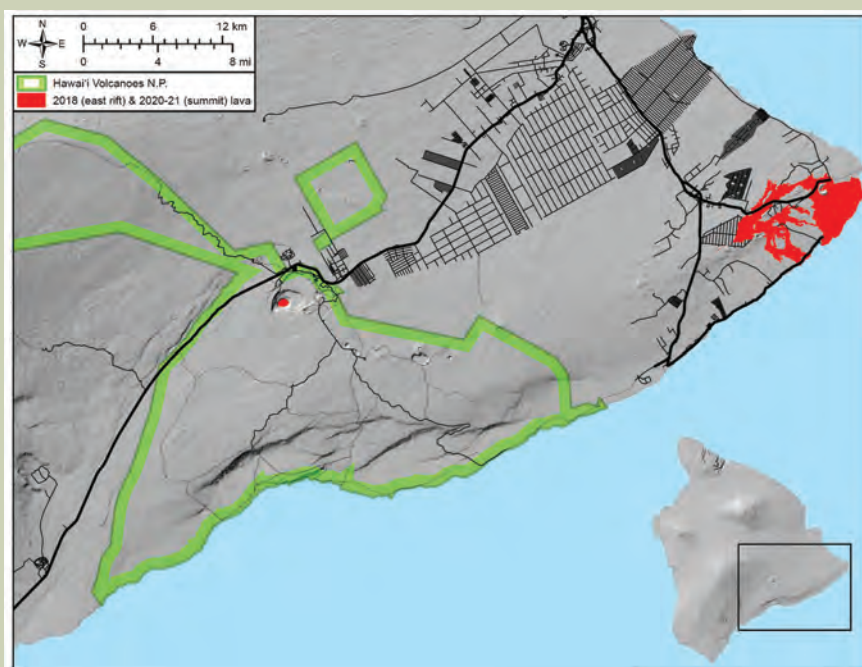 N
W E
S
0 6 12 km
0 4 8 mi
Hawai'i Volcanoes N.P.
2018 (east rift) & 2020-21 (summit) lava